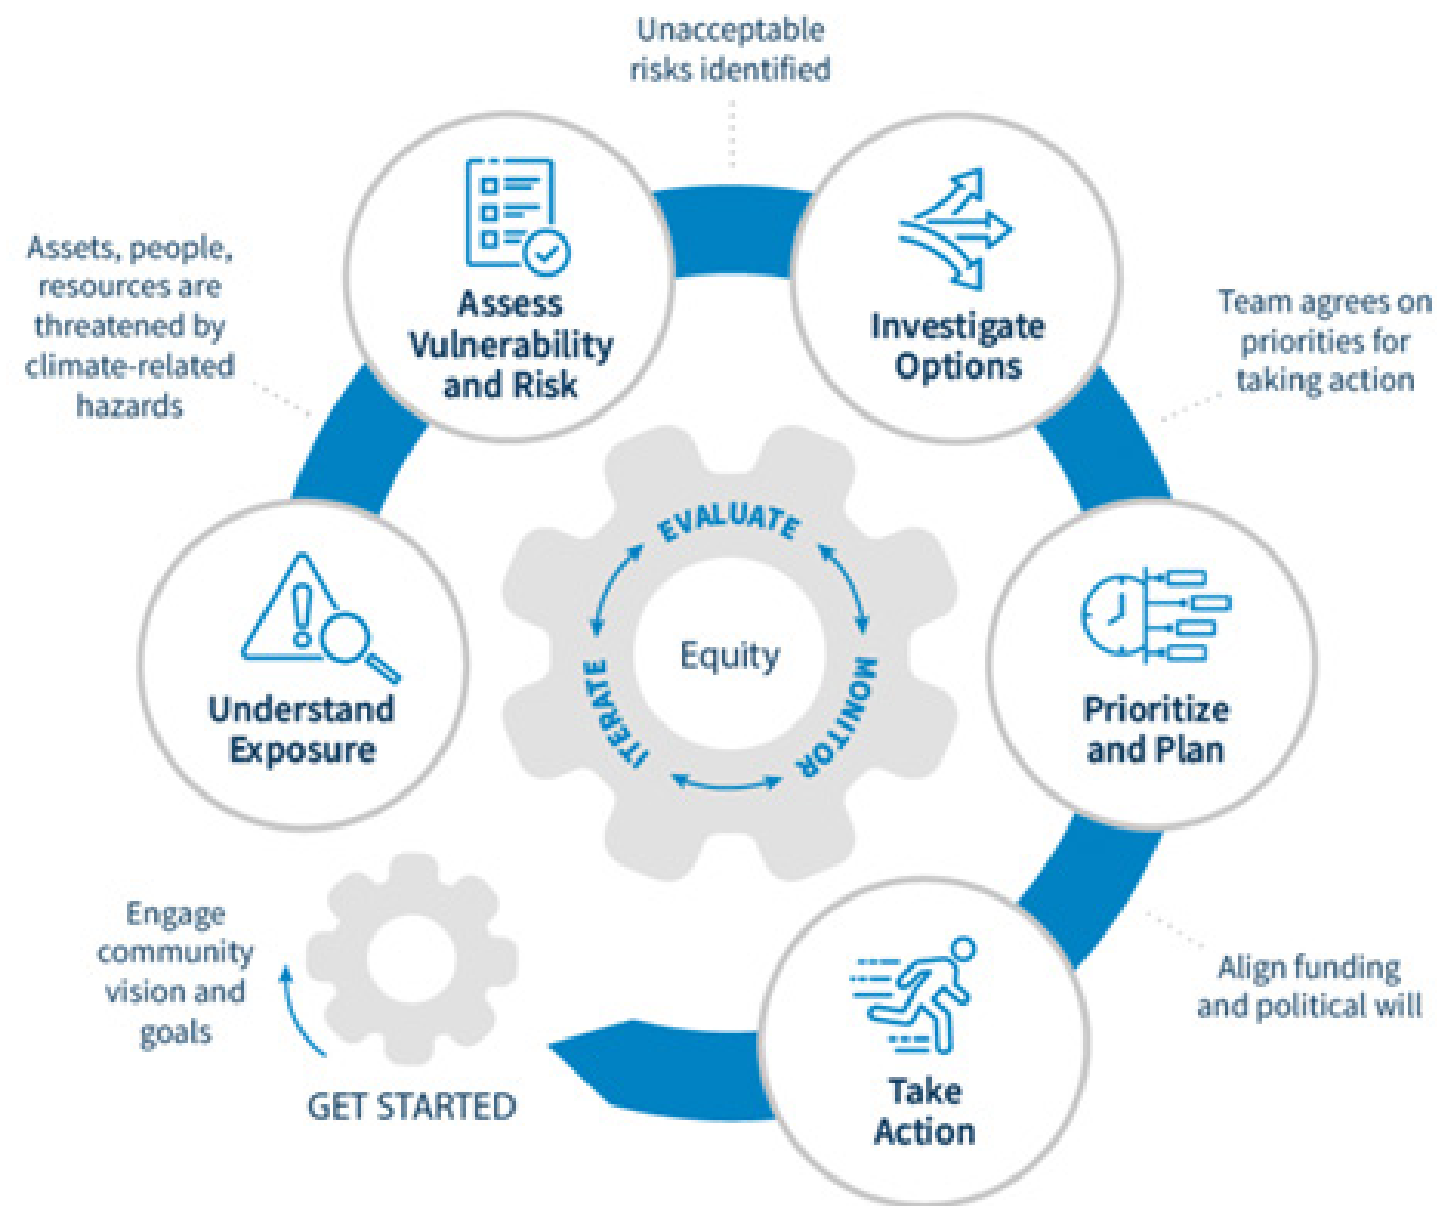 Unacceptable
risks identified
Assess
Vulnerability
and Risk
Investigate
Options
Assets, people,
resources are
threatened by
climate-related
hazards
Team agrees on
priorities for
taking action
EVALUATE
MONITOR
ITERATE
Equity
Understand
Exposure
Prioritize
and Plan
Engage
community
vision and
goals
GET STARTED
Align funding
and political will
Take
Action